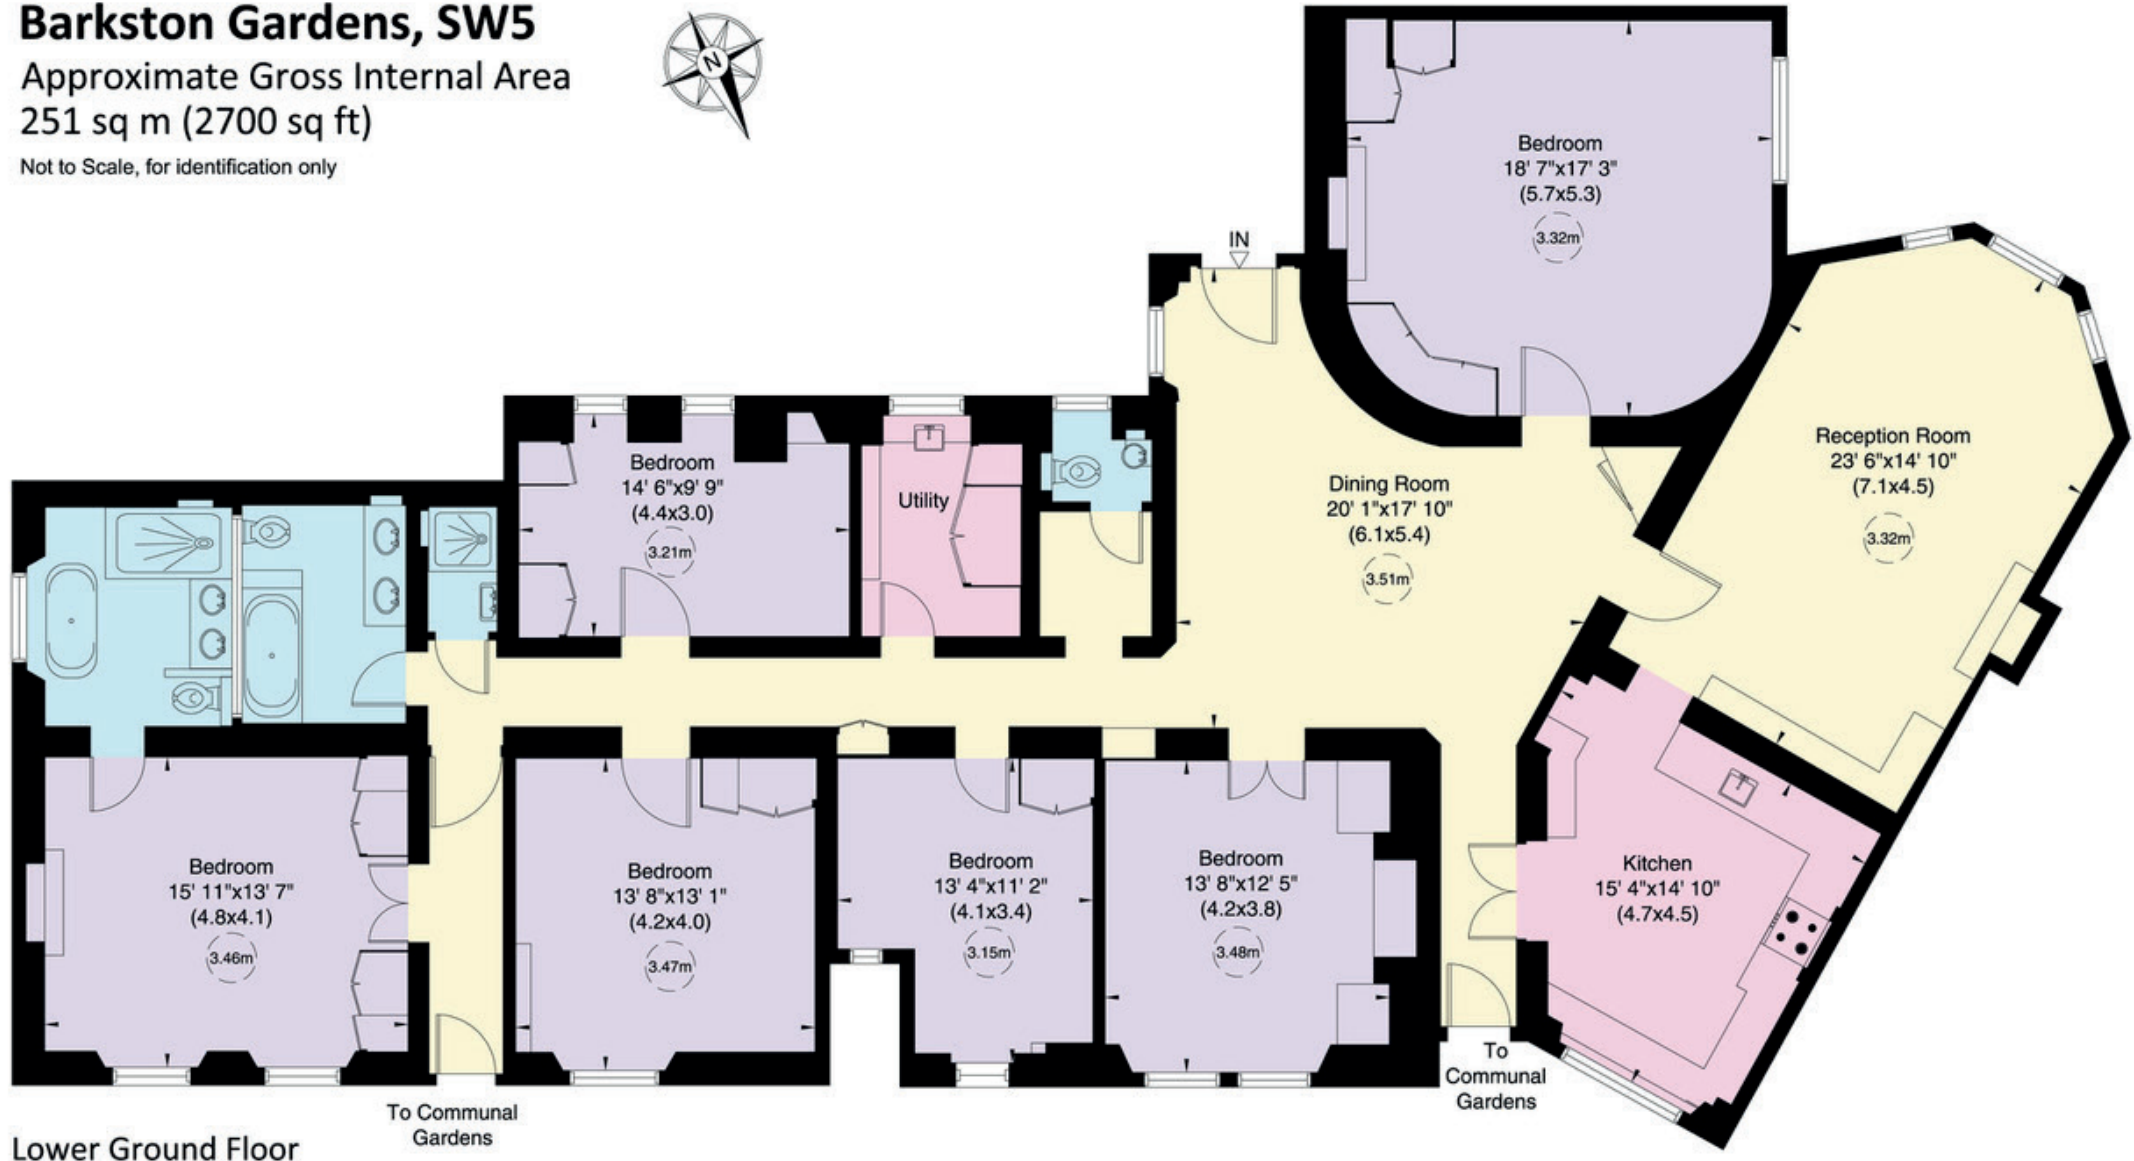 Barkston Gardens, SW5
Approximate Gross Internal Area
251 sq m (2700 sq ft)
Not to Scale, for identification only
N
Bedroom
18' 7"x17' 3"
(5.7x5.3)
3.32m
IN
Reception Room
23' 6"x14' 10"
(7.1x4.5)
3.32m
Dining Room
20' 1"x17' 10"
(6.1x5.4)
3.51m
Bedroom
14' 6"x9' 9"
(4.4x3.0)
3.21m
Utility
Bedroom
15' 11"x13' 7"
(4.8x4.1)
3.46m
Bedroom
13' 8"x13' 1"
(4.2x4.0)
3.47m
Bedroom
13' 4"x11' 2"
(4.1x3.4)
3.15m
Bedroom
13' 8"x12' 5"
(4.2x3.8)
3.48m
Kitchen
15' 4"x14' 10"
(4.7x4.5)
To
Communal
Gardens
To Communal
Gardens
Lower Ground Floor